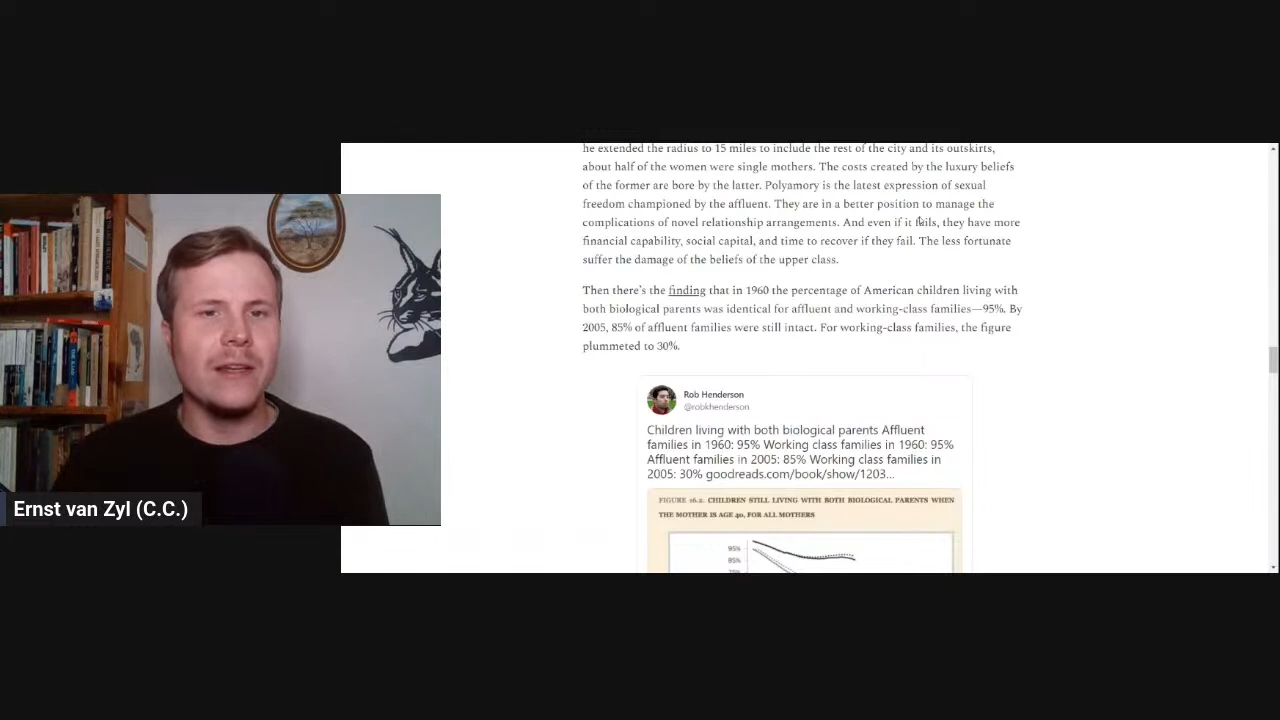 he extended the radius to 15 miles to include the rest of the city and its outskirts,
about half of the women were single mothers. The costs created by the luxury beliefs
of the former are bore by the latter. Polyamory is the latest expression of sexual
freedom championed by the affluent. They are in a better position to manage the
complications of novel relationship arrangements. And even if it fails, they have more
financial capability, social capital, and time to recover if they fail. The less fortunate
suffer the damage of the beliefs of the upper class.
Then there's the finding that in 1960 the percentage of American children living with
both biological parents was identical for affluent and working-class families—95%. By
2005, 85% of affluent families were still intact. For working-class families, the figure
plummeted to 30%.
Rob Henderson
@robkhenderson
Children living with both biological parents Affluent
families in 1960: 95% Working class families in 1960: 95%
Affluent families in 2005: 85% Working class families in
2005: 30% goodreads.com/book/show/1203...
FIGURE 16.2. CHILDREN STILL LIVING WITH BOTH BIOLOGICAL PARENTS WHEN
THE MOTHER IS AGE 40, FOR ALL MOTHERS
95%
85%
Ernst van Zyl (C.C.)